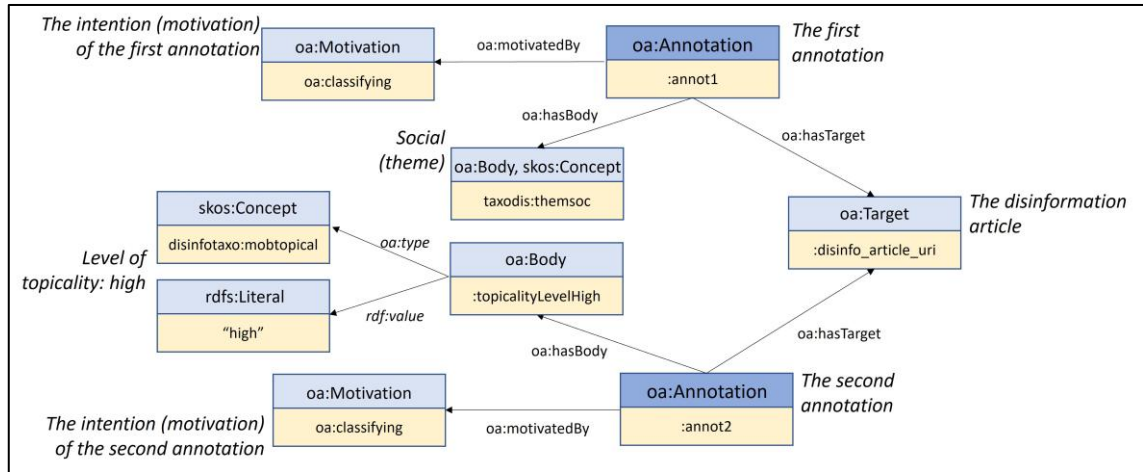 The intention (motivation)
of the first annotation
oa:Motivation
oa:classifying
oa:motivatedBy
oa:Annotation
:annot1
The first
annotation
oa:hasBody
oa:hasTarget
Social
(theme)
oa:Body, skos:Concept
taxodis:themsoc
skos:Concept
disinfotaxo:mobtopical
oa:type
Level of
topicality: high
rdfs:Literal
“high”
rdf:value
oa:Body
:topicalityLevelHigh
oa:Target
:disinfo_article_uri
The disinformation
article
oa:hasBody
oa:hasTarget
The intention (motivation)
of the second annotation
oa:Motivation
oa:classifying
oa:motivatedBy
oa:Annotation
:annot2
The second
annotation